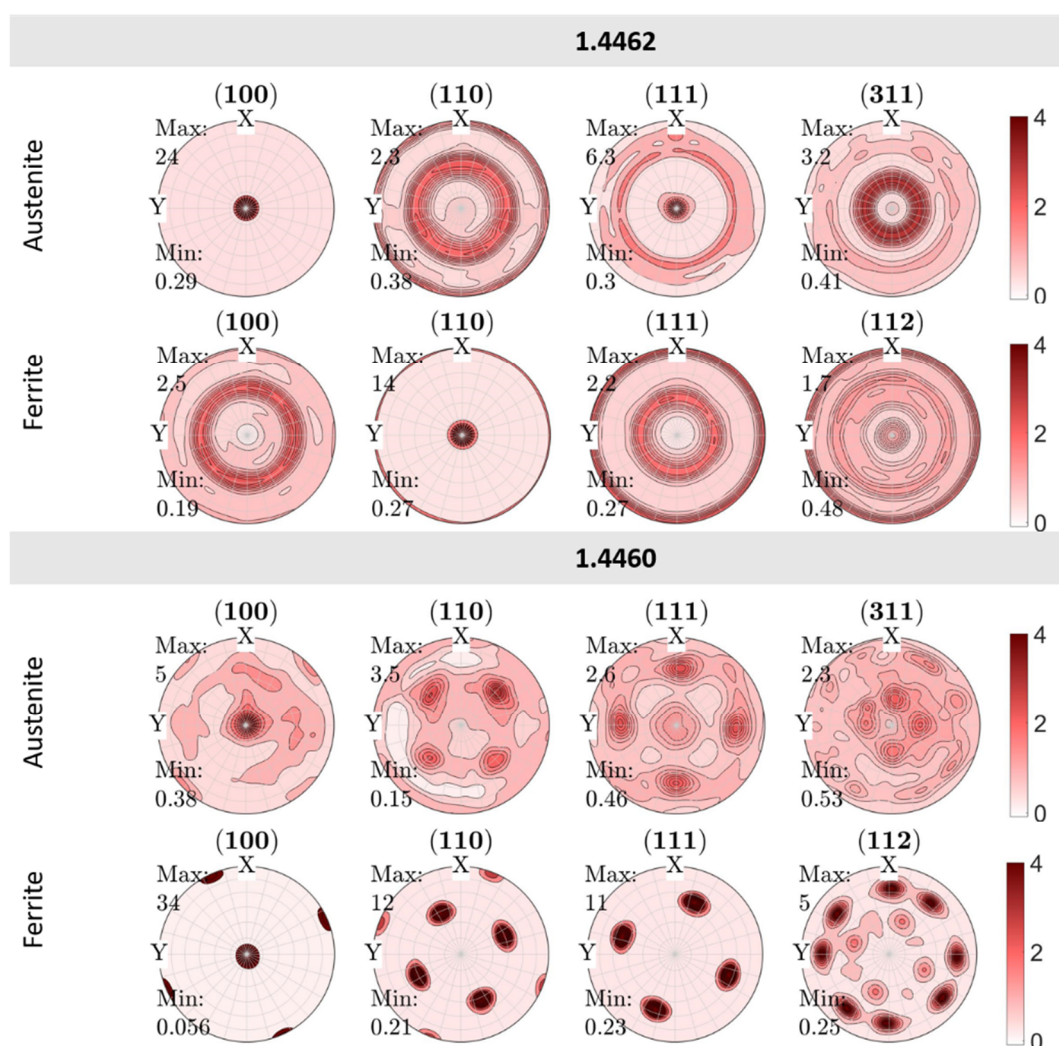 1.4462
Austenite
(100) (110) (111) (311)
X X X X
Max: Max: Max: Max:
24 2.3 6.3 3.2
Y Y Y Y
Min: Min: Min: Min:
0.29 0.38 0.3 0.41
4
2
0
Ferrite
(100) (110) (111) (112)
X X X X
Max: Max: Max: Max:
2.5 14 2.2 1.7
Y Y Y Y
Min: Min: Min: Min:
0.19 0.27 0.27 0.48
4
2
0
1.4460
Austenite
(100) (110) (111) (311)
X X X X
Max: Max: Max: Max:
5 3.5 2.6 2.3
Y Y Y Y
Min: Min: Min: Min:
0.38 0.15 0.46 0.53
4
2
0
Ferrite
(100) (110) (111) (112)
X X X X
Max: Max: Max: Max:
34 12 11 5
Y Y Y Y
Min: Min: Min: Min:
0.056 0.21 0.23 0.25
4
2
0